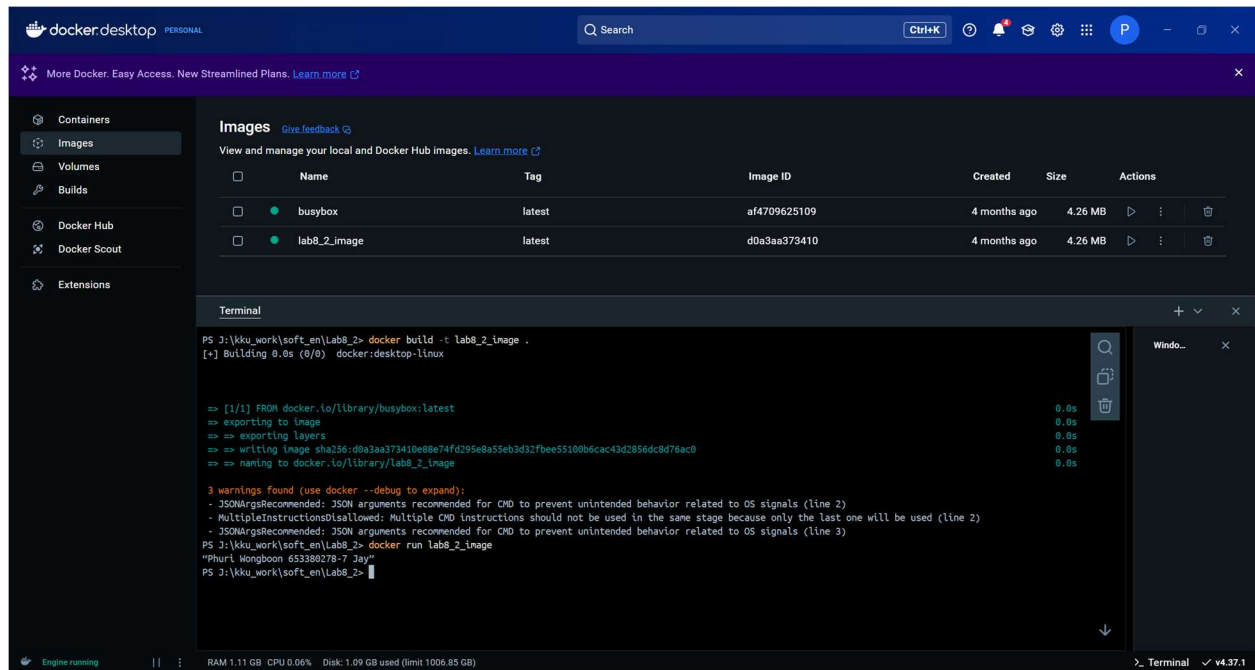 docker.desktop PERSONAL
Search
Ctrl+K
4
P
More Docker. Easy Access. New Streamlined Plans. Learn more
Containers
Images
Volumes
Builds
Docker Hub
Docker Scout
Extensions
Images Give feedback
View and manage your local and Docker Hub images. Learn more
Name Tag Image ID Created Size Actions
busybox latest af4709625109 4 months ago 4.26 MB
lab8_2_image latest d0a3aa373410 4 months ago 4.26 MB
Terminal
Windo...
PS J:\kku_work\soft_en\Lab8_2> docker build -t lab8_2_image .
[+] Building 0.0s (0/0) docker:desktop-linux
=> [1/1] FROM docker.io/library/busybox:latest 0.0s
=> exporting to image 0.0s
=> => exporting layers 0.0s
=> => writing image sha256:d0a3aa373410e88e74fd295e8a55eb3d32fbee55100b6cac43d2856dc8d76ac0 0.0s
=> => naming to docker.io/library/lab8_2_image 0.0s
3 warnings found (use docker --debug to expand):
- JSONArgsRecommended: JSON arguments recommended for CMD to prevent unintended behavior related to OS signals (line 2)
- MultipleInstructionsDisallowed: Multiple CMD instructions should not be used in the same stage because only the last one will be used (line 2)
- JSONArgsRecommended: JSON arguments recommended for CMD to prevent unintended behavior related to OS signals (line 3)
PS J:\kku_work\soft_en\Lab8_2> docker run lab8_2_image
“Phuri Wongboon 653380278-7 Jay”
PS J:\kku_work\soft_en\Lab8_2>
Engine running
RAM 1.11 GB CPU 0.06% Disk: 1.09 GB used (limit 1006.85 GB)
Terminal v4.37.1